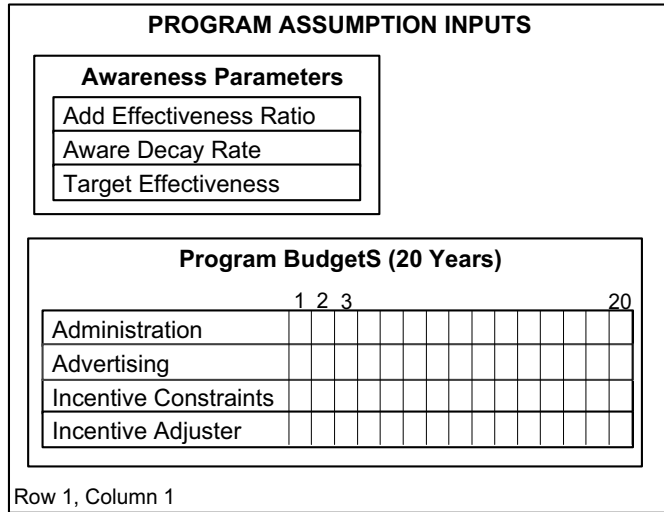 PROGRAM ASSUMPTION INPUTS
Awareness Parameters
Add Effectiveness Ratio
Aware Decay Rate
Target Effectiveness
Program BudgetS (20 Years)
1 2 3 20
Administration
Advertising
Incentive Constraints
Incentive Adjuster
Row 1, Column 1